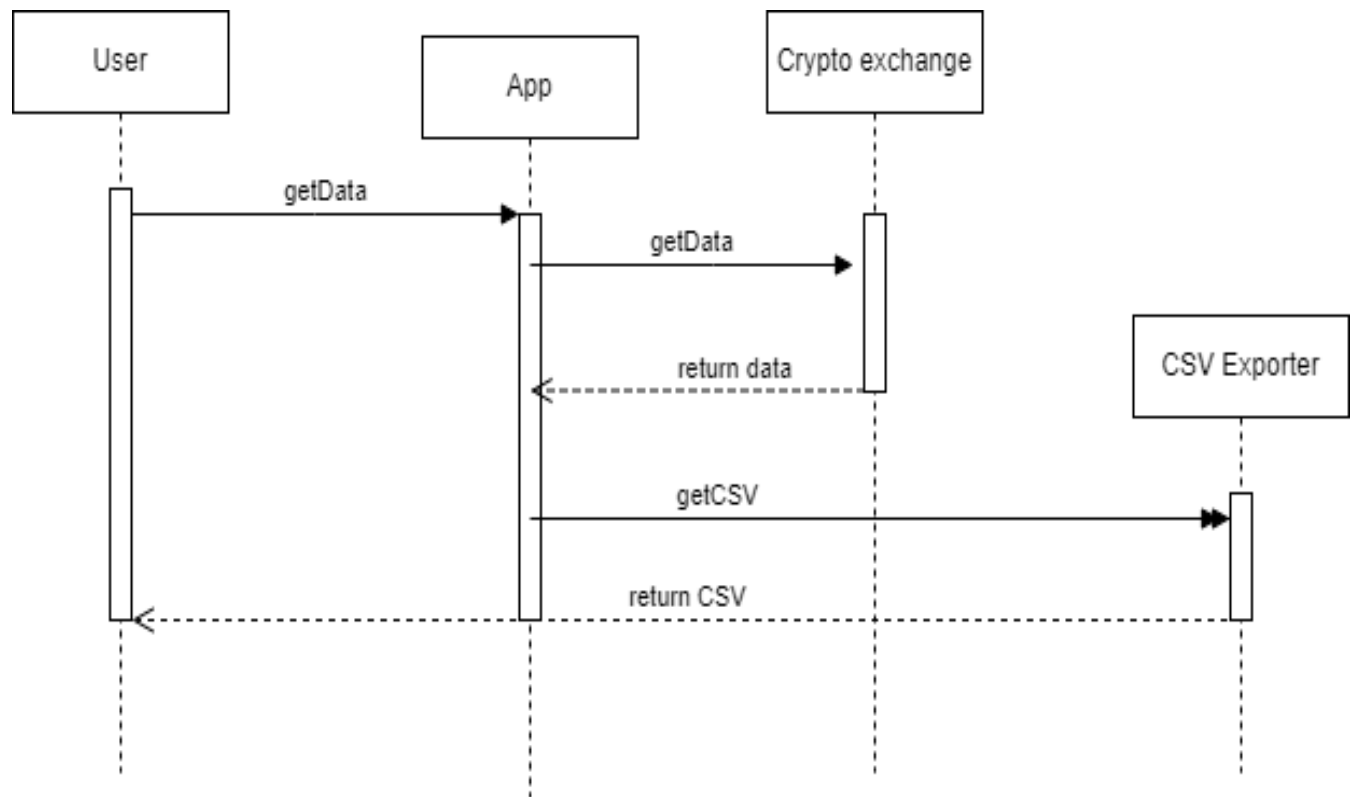 User
App
Crypto exchange
getData
getData
CSV Exporter
return data
getCSV
return CSV